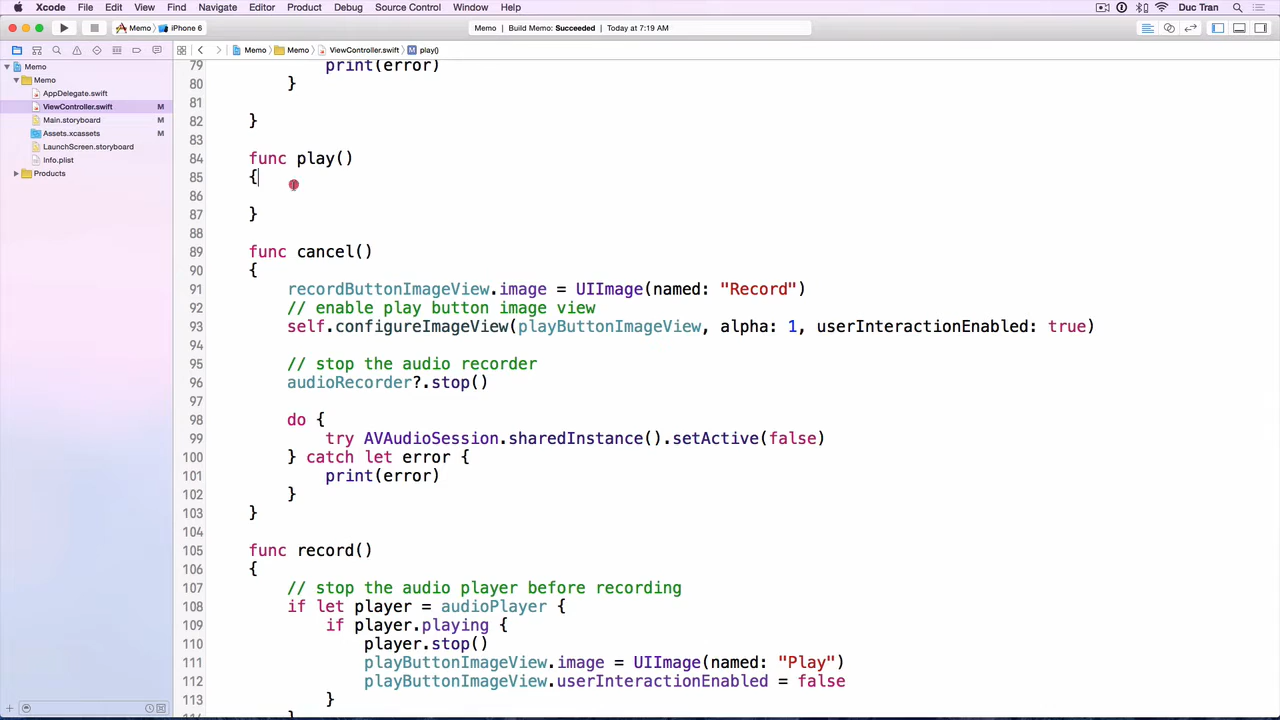 Xcode File Edit View Find Navigate Editor Product Debug Source Control Window Help Duc Tran
Memo iPhone 6 Memo Build Memo: Succeeded Today at 7:19 AM
Memo Memo ViewController.swift M play()
Memo
Memo
AppDelegate.swift
ViewController.swift M
Main.storyboard M
Assets.xcassets M
LaunchScreen.storyboard
Info.plist
Products
79 print(error)
80 }
81
82 }
83
84 func play()
85 {
86
87 }
88
89 func cancel()
90 {
91 recordButtonImageView.image = UIImage(named: "Record")
92 // enable play button image view
93 self.configureImageView(playButtonImageView, alpha: 1, userInteractionEnabled: true)
94
95 // stop the audio recorder
96 audioRecorder?.stop()
97
98 do {
99 try AVAudioSession.sharedInstance().setActive(false)
100 } catch let error {
101 print(error)
102 }
103 }
104
105 func record()
106 {
107 // stop the audio player before recording
108 if let player = audioPlayer {
109 if player.playing {
110 player.stop()
111 playButtonImageView.image = UIImage(named: "Play")
112 playButtonImageView.userInteractionEnabled = false
113 }